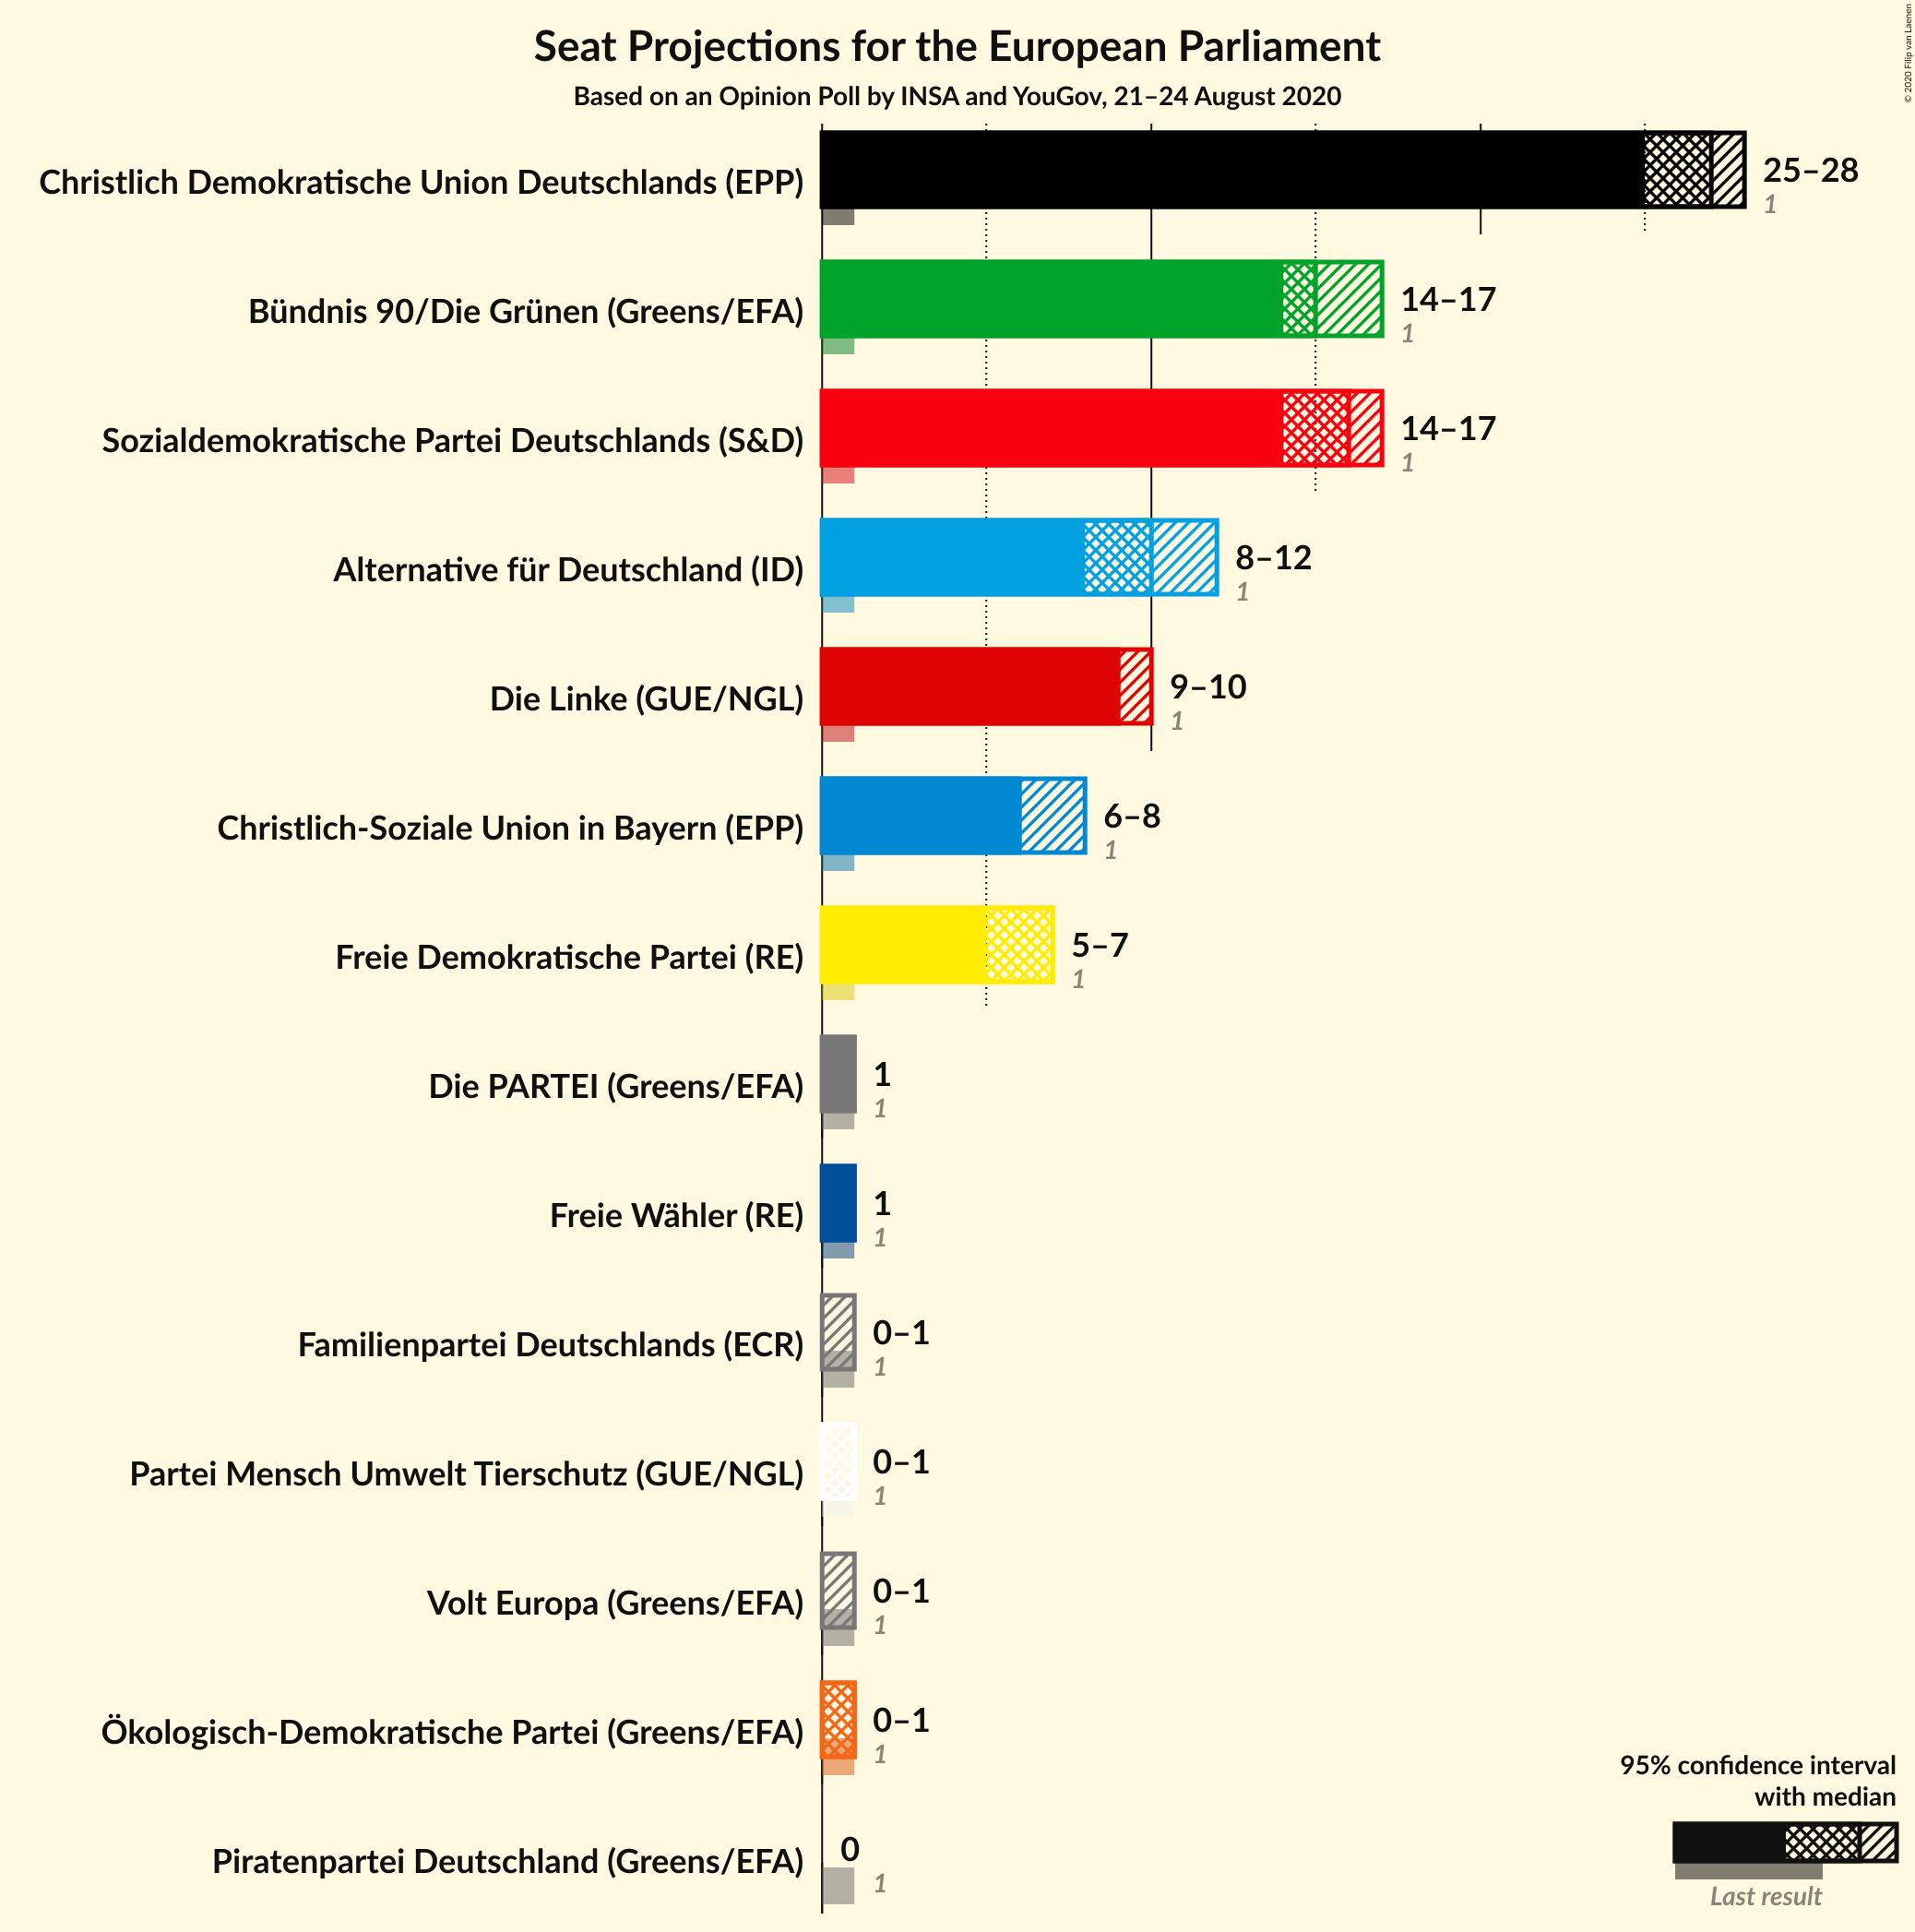 Seat Projections for the European Parliament
Based on an Opinion Poll by INSA and YouGov, 21–24 August 2020
© 2020 Filip van Laenen
Christlich Demokratische Union Deutschlands (EPP)
25–28
1
Bündnis 90/Die Grünen (Greens/EFA)
14–17
1
Sozialdemokratische Partei Deutschlands (S&D)
14–17
1
Alternative für Deutschland (ID)
8–12
1
Die Linke (GUE/NGL)
9–10
1
Christlich-Soziale Union in Bayern (EPP)
6–8
1
Freie Demokratische Partei (RE)
5–7
1
Die PARTEI (Greens/EFA)
1
1
Freie Wähler (RE)
1
1
Familienpartei Deutschlands (ECR)
0–1
1
Partei Mensch Umwelt Tierschutz (GUE/NGL)
0–1
1
Volt Europa (Greens/EFA)
0–1
1
Ökologisch-Demokratische Partei (Greens/EFA)
0–1
1
Piratenpartei Deutschland (Greens/EFA)
0
1
95% confidence interval
with median
Last result